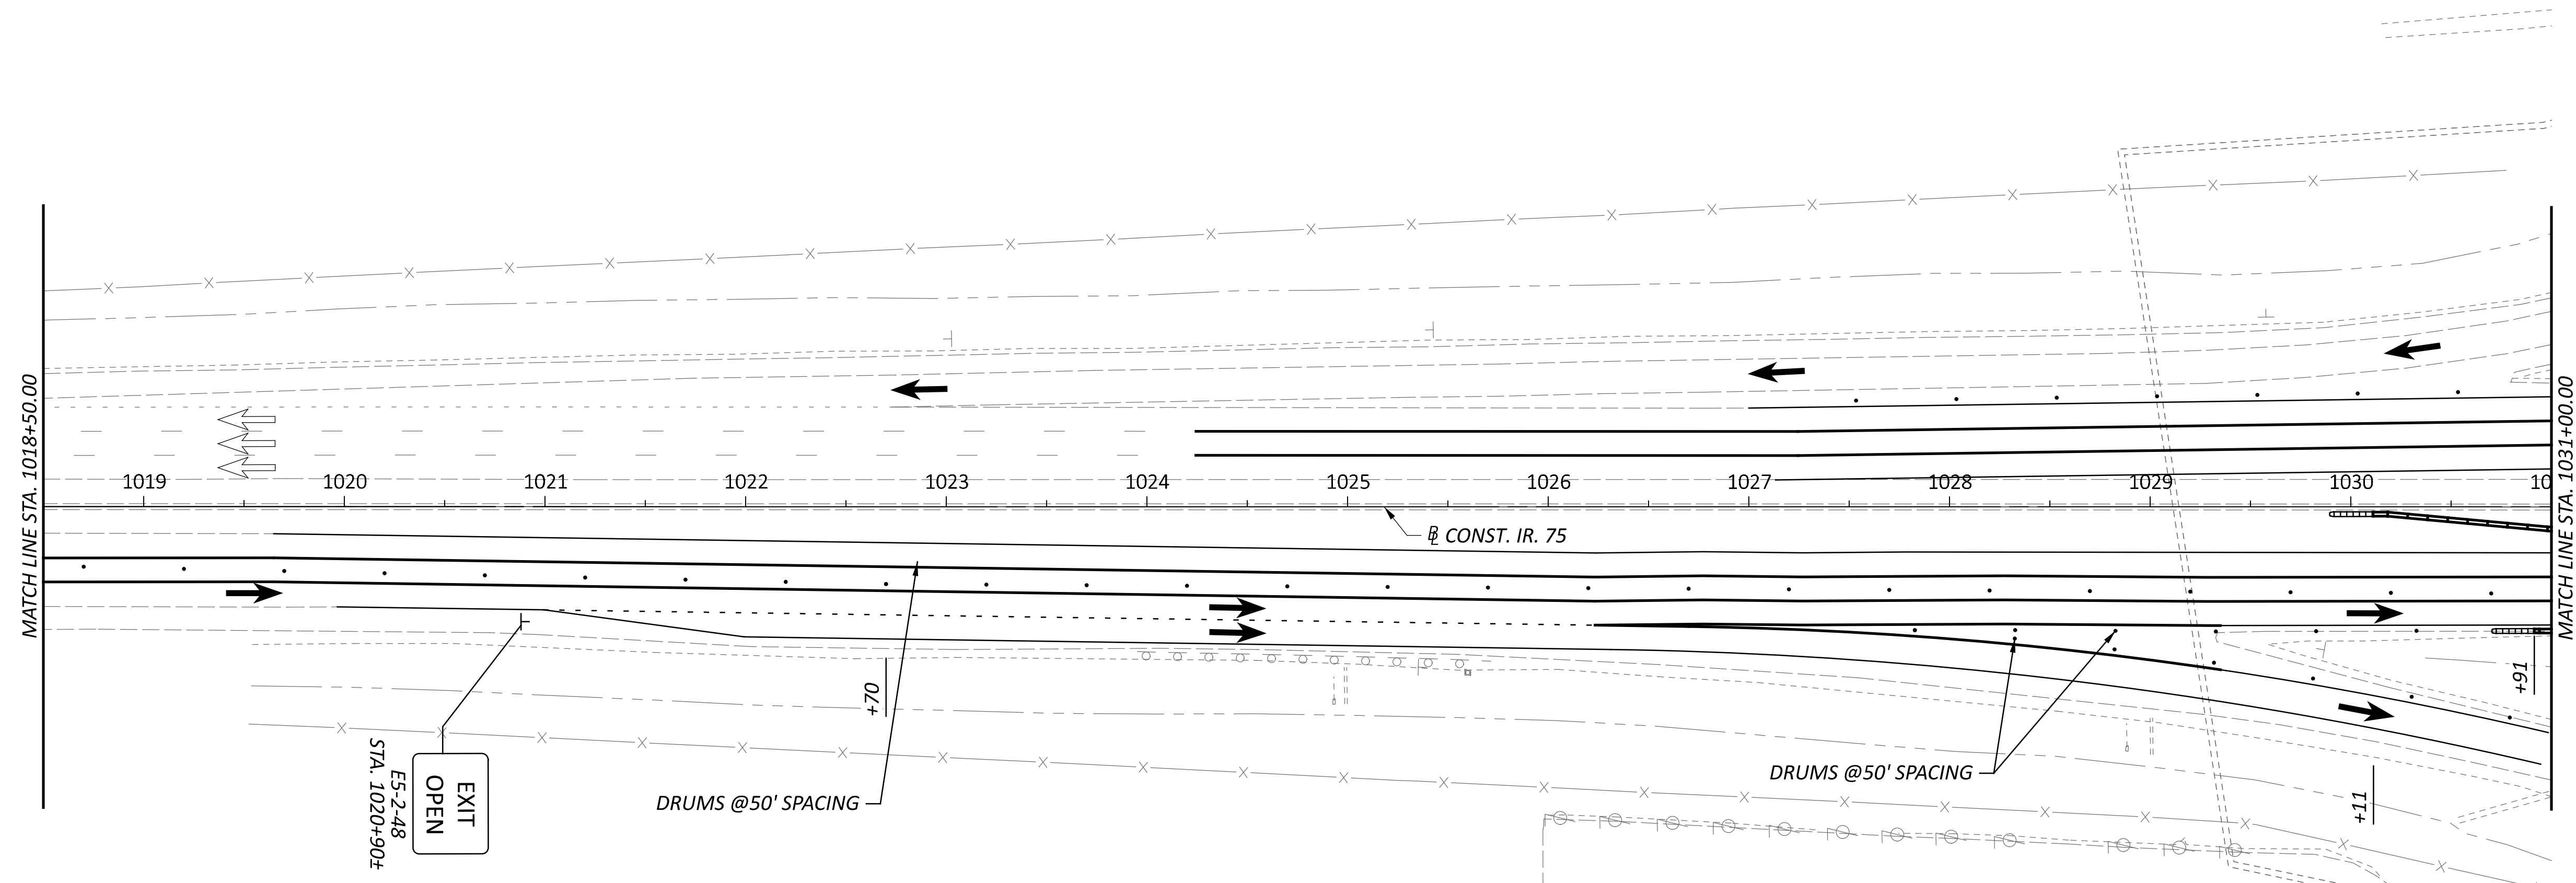 MATCH LINE STA. 1018+50.00
1019
1020
1021
1022
1023
1024
1025
1026
1027
1028
1029
1030
10
MATCH LINE STA. 1031+00.00
BL CONST. IR. 75
+70
+91
+11
DRUMS @50' SPACING
DRUMS @50' SPACING
EXIT
OPEN
E5-2-48
STA. 1020+90±